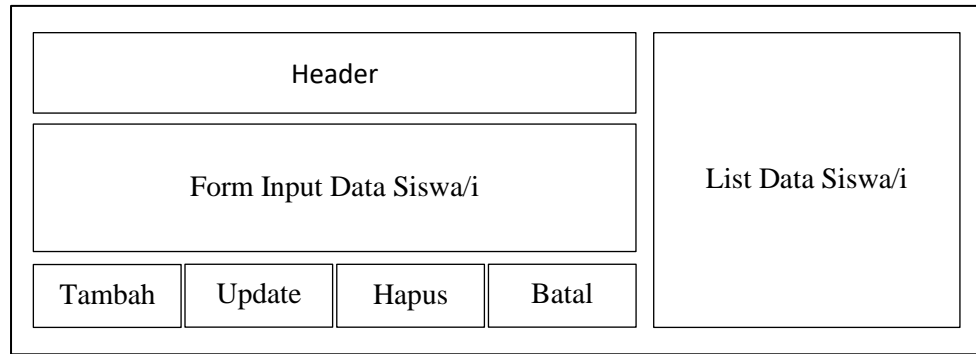 Header
Form Input Data Siswa/i
Tambah
Update
Hapus
Batal
List Data Siswa/i